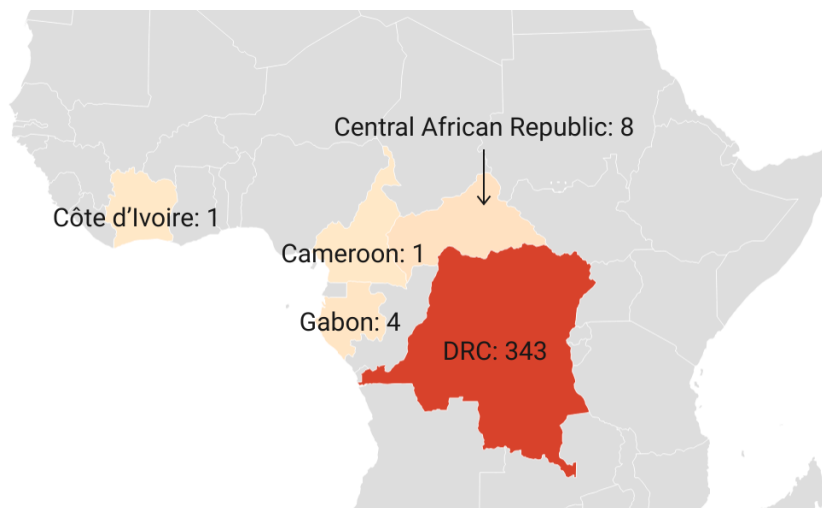 Central African Republic: 8
Côte d’Ivoire: 1
Cameroon: 1
Gabon: 4
DRC: 343